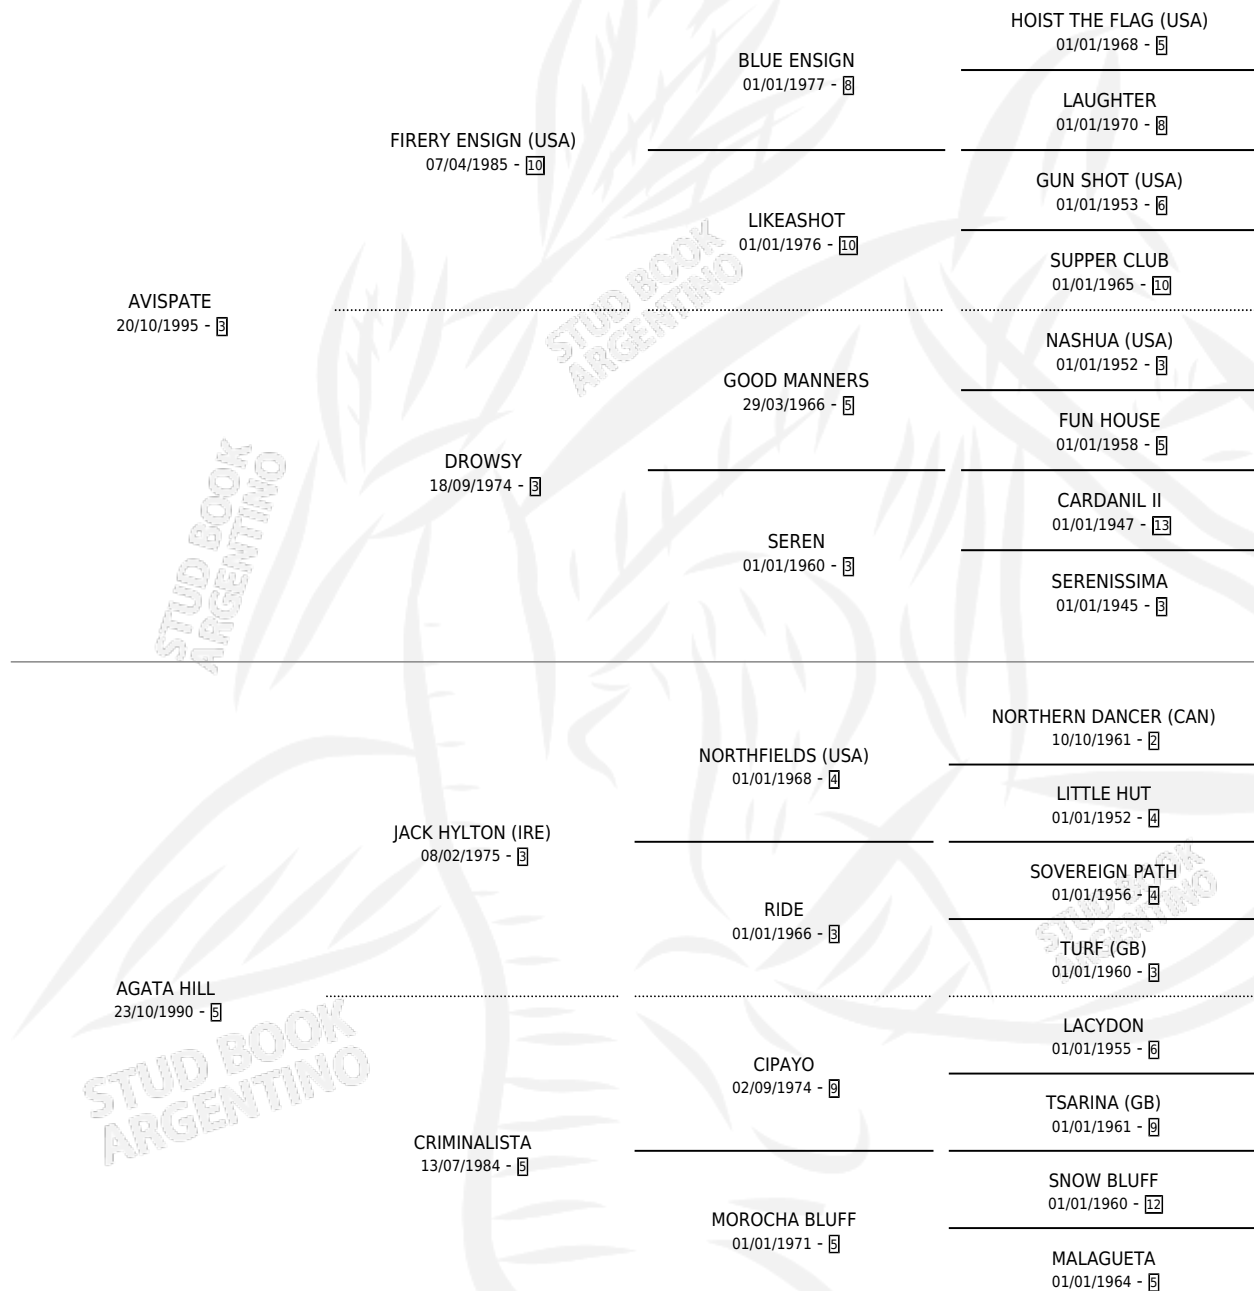 HOIST THE FLAG (USA)
01/01/1968 - 5
BLUE ENSIGN
01/01/1977 - 8
LAUGHTER
01/01/1970 - 8
FIRERY ENSIGN (USA)
07/04/1985 - 10
GUN SHOT (USA)
01/01/1953 - 6
LIKEASHOT
01/01/1976 - 10
SUPPER CLUB
01/01/1965 - 10
AVISPATE
20/10/1995 - 3
NASHUA (USA)
01/01/1952 - 3
GOOD MANNERS
29/03/1966 - 5
FUN HOUSE
01/01/1958 - 5
DROWSY
18/09/1974 - 3
CARDANIL II
01/01/1947 - 13
SEREN
01/01/1960 - 3
SERENISSIMA
01/01/1945 - 3
NORTHERN DANCER (CAN)
10/10/1961 - 2
NORTHFIELDS (USA)
01/01/1968 - 4
LITTLE HUT
01/01/1952 - 4
JACK HYLTON (IRE)
08/02/1975 - 3
SOVEREIGN PATH
01/01/1956 - 4
RIDE
01/01/1966 - 3
TURF (GB)
01/01/1960 - 3
AGATA HILL
23/10/1990 - 5
LACYDON
01/01/1955 - 6
CIPAYO
02/09/1974 - 9
TSARINA (GB)
01/01/1961 - 9
CRIMINALISTA
13/07/1984 - 5
SNOW BLUFF
01/01/1960 - 12
MOROCHA BLUFF
01/01/1971 - 5
MALAGUETA
01/01/1964 - 5
STUD BOOK
ARGENTINO
STUD BOOK
ARGENTINO
STUD BOOK
ARGENTINO
STUD BOOK
ARGENTINO